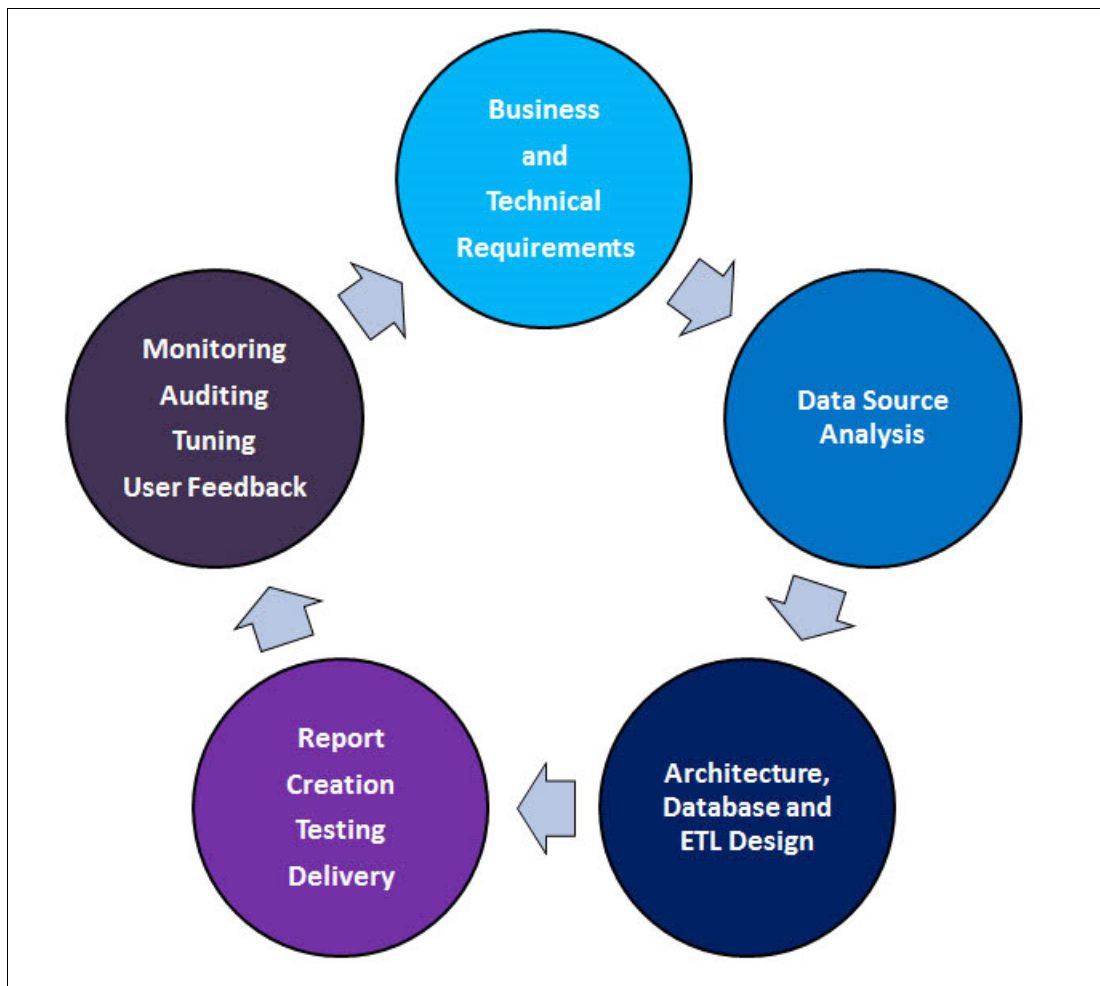 Business
and
Technical
Requirements
Data Source
Analysis
Architecture,
Database and
ETL Design
Report
Creation
Testing
Delivery
Monitoring
Auditing
Tuning
User Feedback